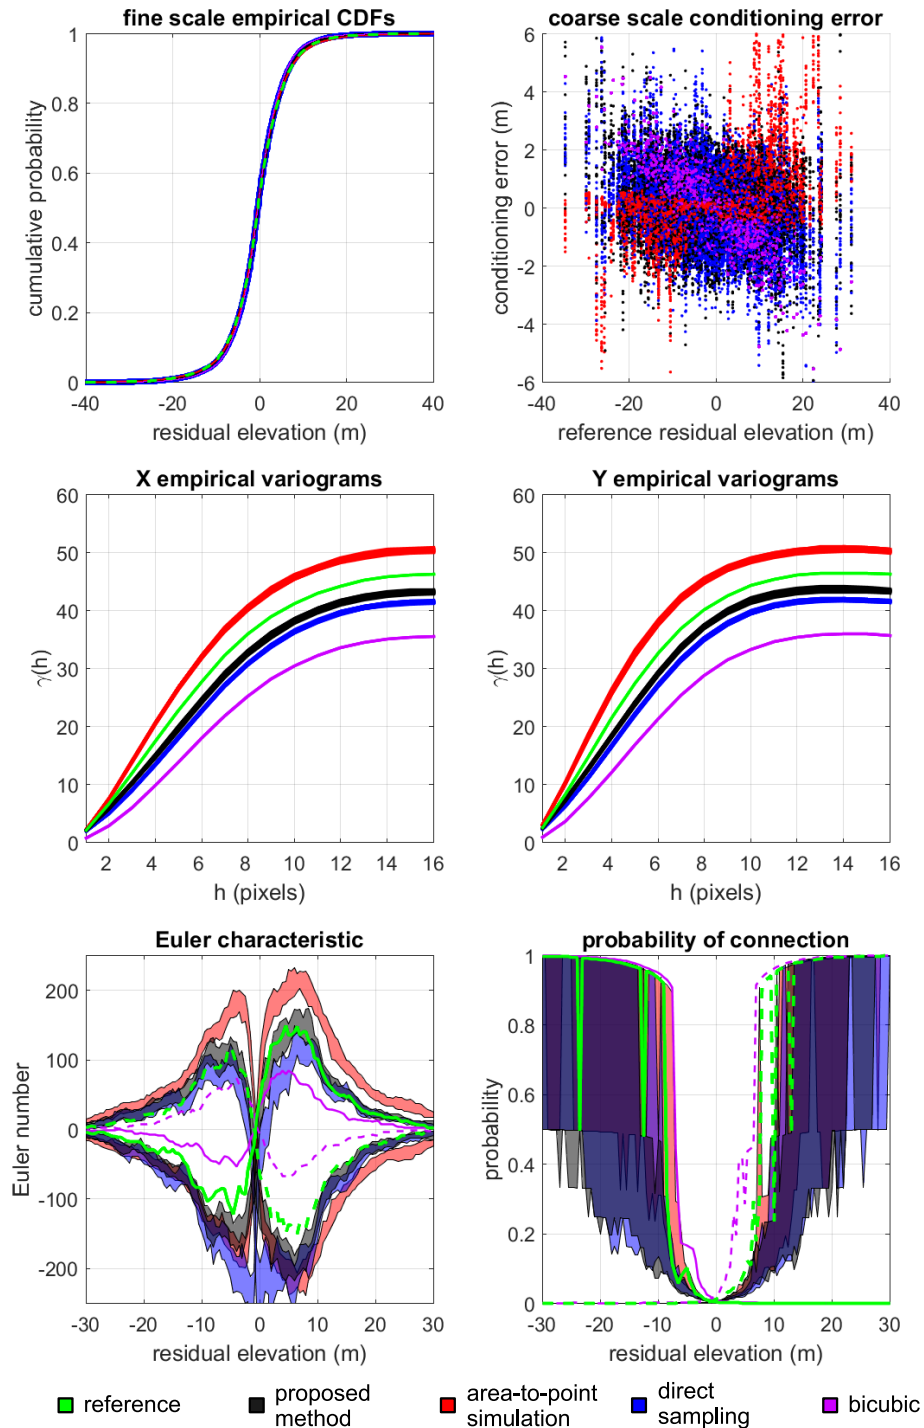 fine scale empirical CDFs
cumulative probability
1
0.8
0.6
0.4
0.2
0
-40 -20 0 20 40
residual elevation (m)
coarse scale conditioning error
conditioning error (m)
6
4
2
0
-2
-4
-6
-40 -20 0 20 40
reference residual elevation (m)
X empirical variograms
γ(h)
60
50
40
30
20
10
0
2 4 6 8 10 12 14 16
h (pixels)
Y empirical variograms
γ(h)
60
50
40
30
20
10
0
2 4 6 8 10 12 14 16
h (pixels)
Euler characteristic
Euler number
200
100
0
-100
-200
-30 -20 -10 0 10 20 30
residual elevation (m)
probability of connection
probability
1
0.8
0.6
0.4
0.2
0
-30 -20 -10 0 10 20 30
residual elevation (m)
reference
proposed
method
area-to-point
simulation
direct
sampling
bicubic